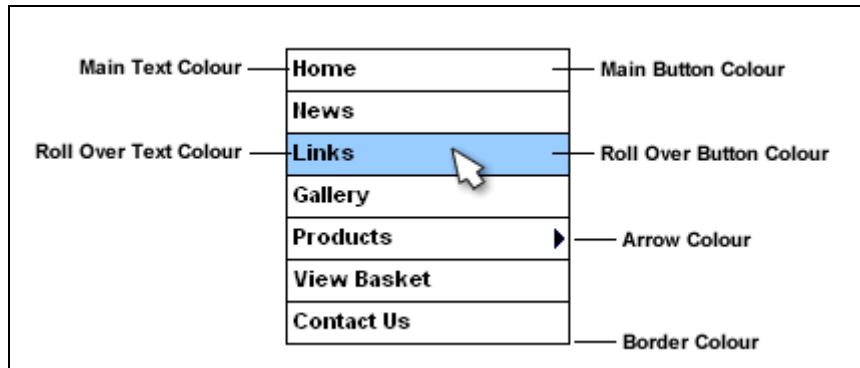 Main Text Colour Home Main Button Colour
News
Roll Over Text Colour Links Roll Over Button Colour
Gallery
Products Arrow Colour
View Basket
Contact Us
Border Colour